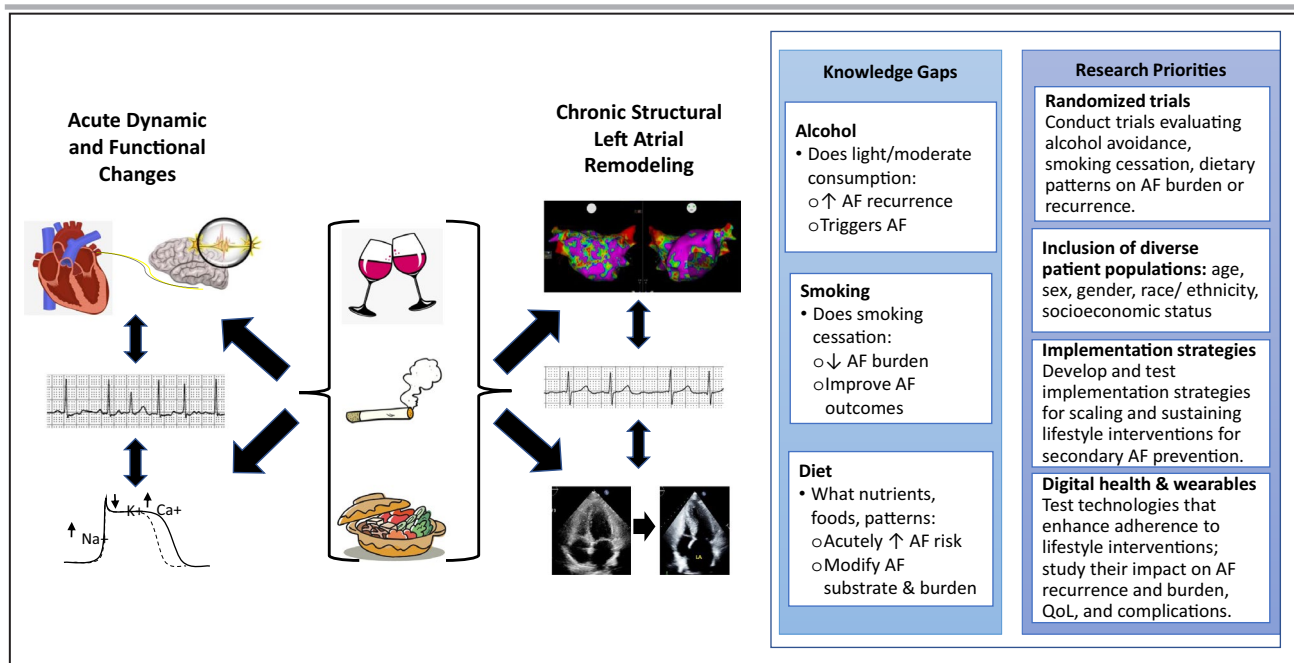 Acute Dynamic
and Functional
Changes
Na+
K+
Ca+
Chronic Structural
Left Atrial
Remodeling
LA
Knowledge Gaps
Alcohol
• Does light/moderate
consumption:
o ↑ AF recurrence
o Triggers AF
Smoking
• Does smoking
cessation:
o ↓ AF burden
o Improve AF
outcomes
Diet
• What nutrients,
foods, patterns:
o Acutely ↑ AF risk
o Modify AF
substrate & burden
Research Priorities
Randomized trials
Conduct trials evaluating
alcohol avoidance,
smoking cessation, dietary
patterns on AF burden or
recurrence.
Inclusion of diverse
patient populations: age,
sex, gender, race/ ethnicity,
socioeconomic status
Implementation strategies
Develop and test
implementation strategies
for scaling and sustaining
lifestyle interventions for
secondary AF prevention.
Digital health & wearables
Test technologies that
enhance adherence to
lifestyle interventions;
study their impact on AF
recurrence and burden,
QoL, and complications.